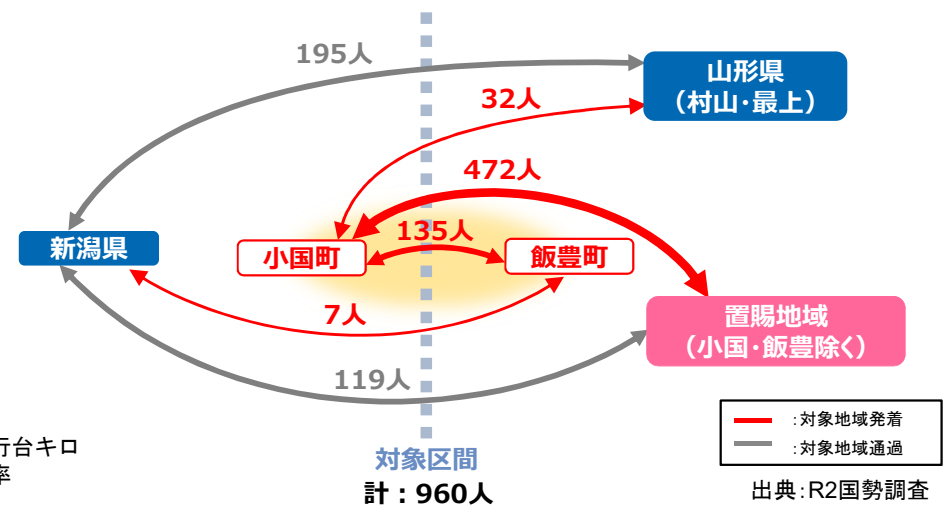 195人
山形県
（村山・最上）
32人
472人
135人
新潟県
小国町
飯豊町
7人
置賜地域
（小国・飯豊除く）
119人
：対象地域発着
：対象地域通過
行台キロ
率
対象区間
計：960人
出典：R2国勢調査